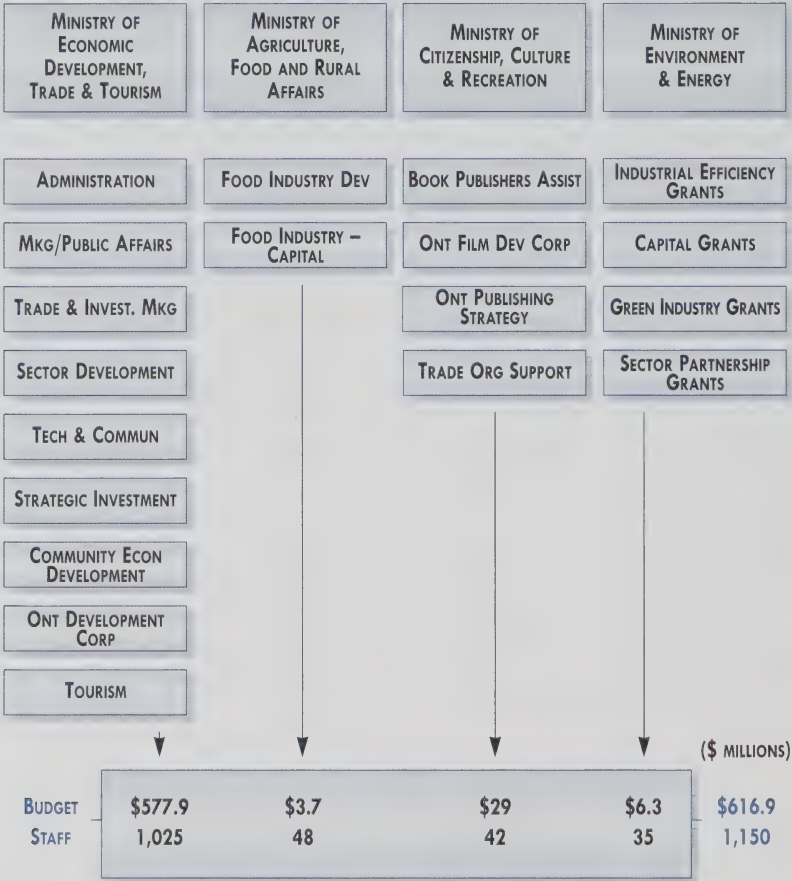 MINISTRY OF
ECONOMIC
DEVELOPMENT,
TRADE & TOURISM
MINISTRY OF
AGRICULTURE,
FOOD AND RURAL
AFFAIRS
MINISTRY OF
CITIZENSHIP, CULTURE
& RECREATION
MINISTRY OF
ENVIRONMENT
& ENERGY
ADMINISTRATION
FOOD INDUSTRY DEV
BOOK PUBLISHERS ASSIST
INDUSTRIAL EFFICIENCY
GRANTS
MKG/PUBLIC AFFAIRS
FOOD INDUSTRY –
CAPITAL
ONT FILM DEV CORP
CAPITAL GRANTS
TRADE & INVEST. MKG
ONT PUBLISHING
STRATEGY
GREEN INDUSTRY GRANTS
SECTOR DEVELOPMENT
TRADE ORG SUPPORT
SECTOR PARTNERSHIP
GRANTS
TECH & COMMUN
STRATEGIC INVESTMENT
COMMUNITY ECON
DEVELOPMENT
ONT DEVELOPMENT
CORP
TOURISM
($ MILLIONS)
BUDGET $577.9 $3.7 $29 $6.3 $616.9
STAFF 1,025 48 42 35 1,150